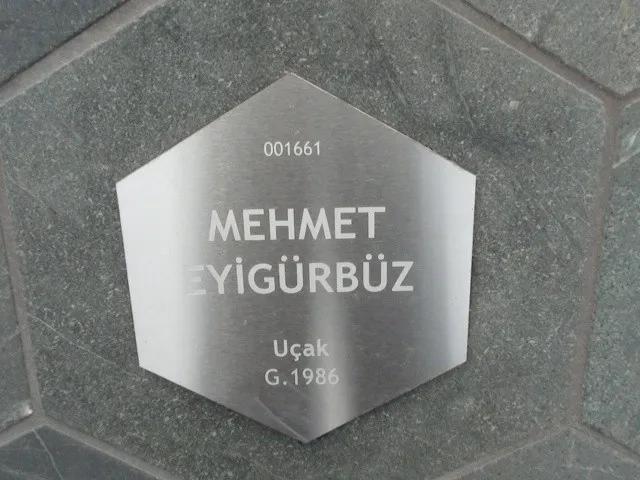 001661
MEHMET
EYİGÜRBÜZ
Uçak
G.1986